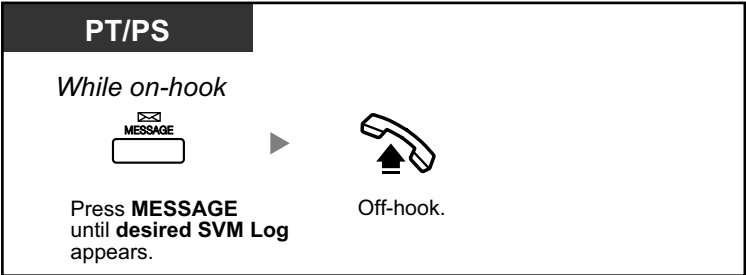 PT/PS
While on-hook
MESSAGE
Press MESSAGE
until desired SVM Log
appears.
Off-hook.